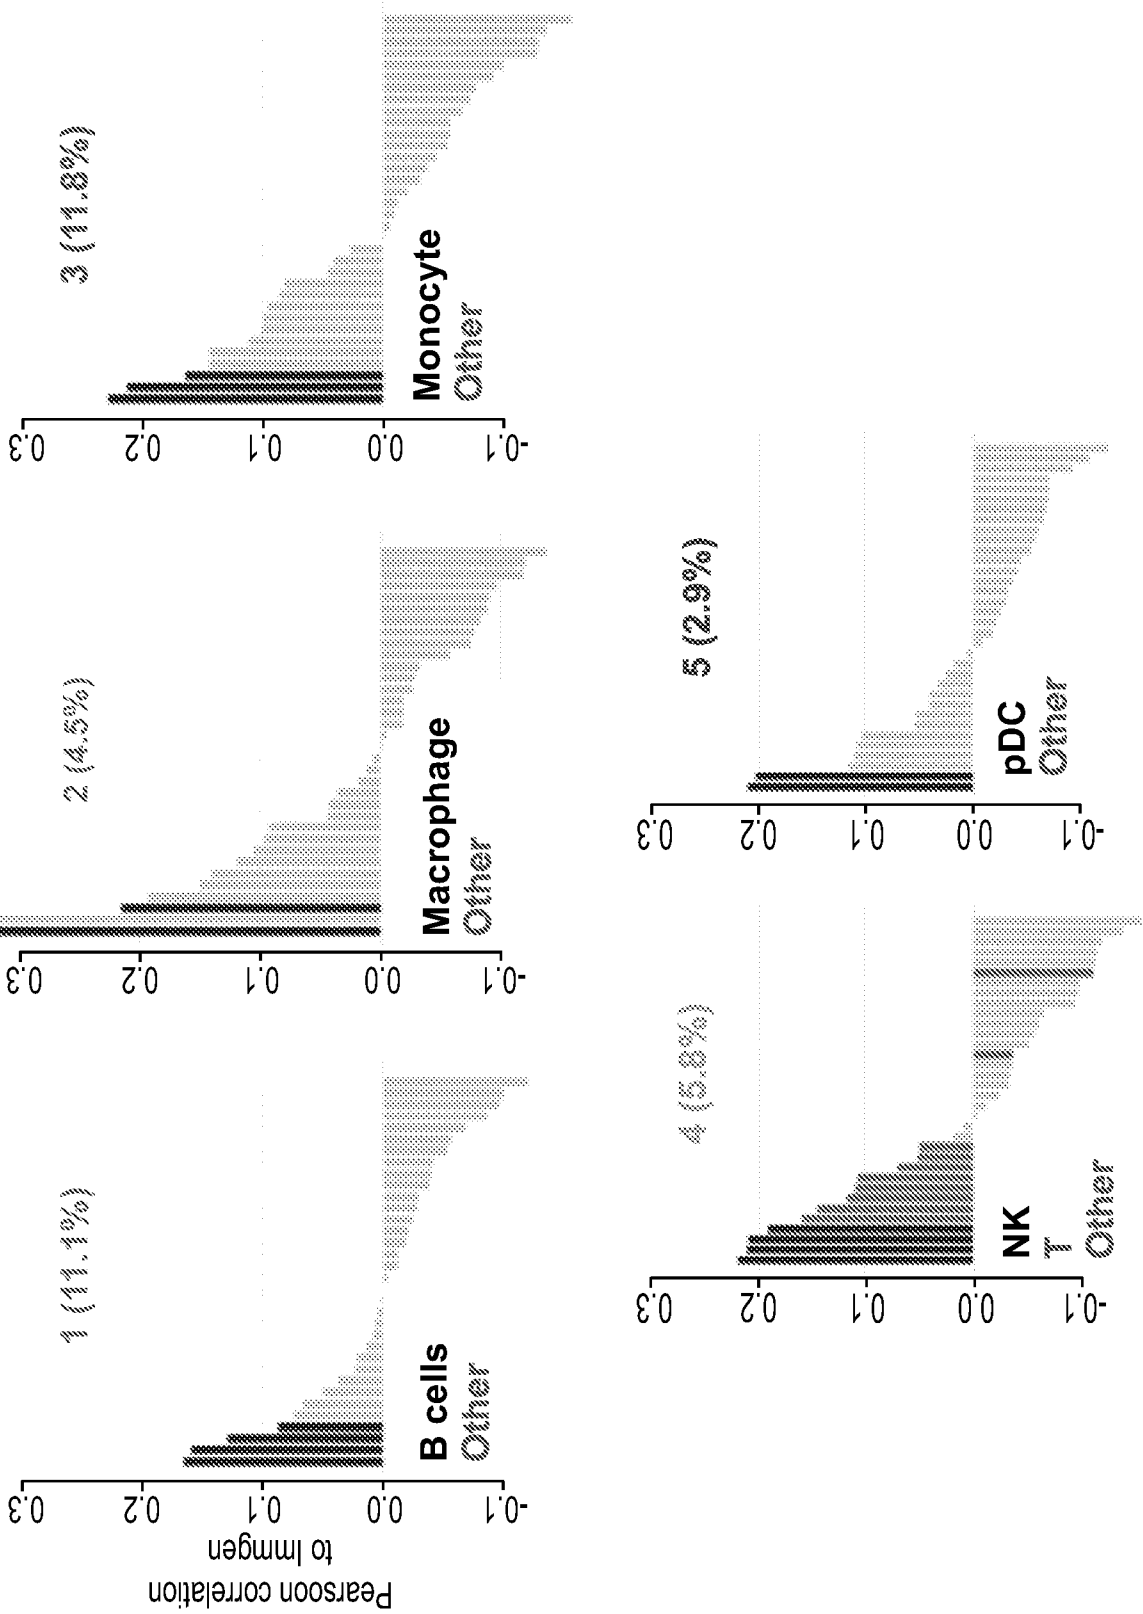 Pearsoon correlation
to Immgen
0.3
0.2
0.1
0.0
-0.1
1 (11.1%)
B cells
Other
0.3
0.2
0.1
0.0
-0.1
2 (4.5%)
Macrophage
Other
0.3
0.2
0.1
0.0
-0.1
3 (11.8%)
Monocyte
Other
0.3
0.2
0.1
0.0
-0.1
4 (5.8%)
NK
T
Other
0.3
0.2
0.1
0.0
-0.1
5 (2.9%)
pDC
Other